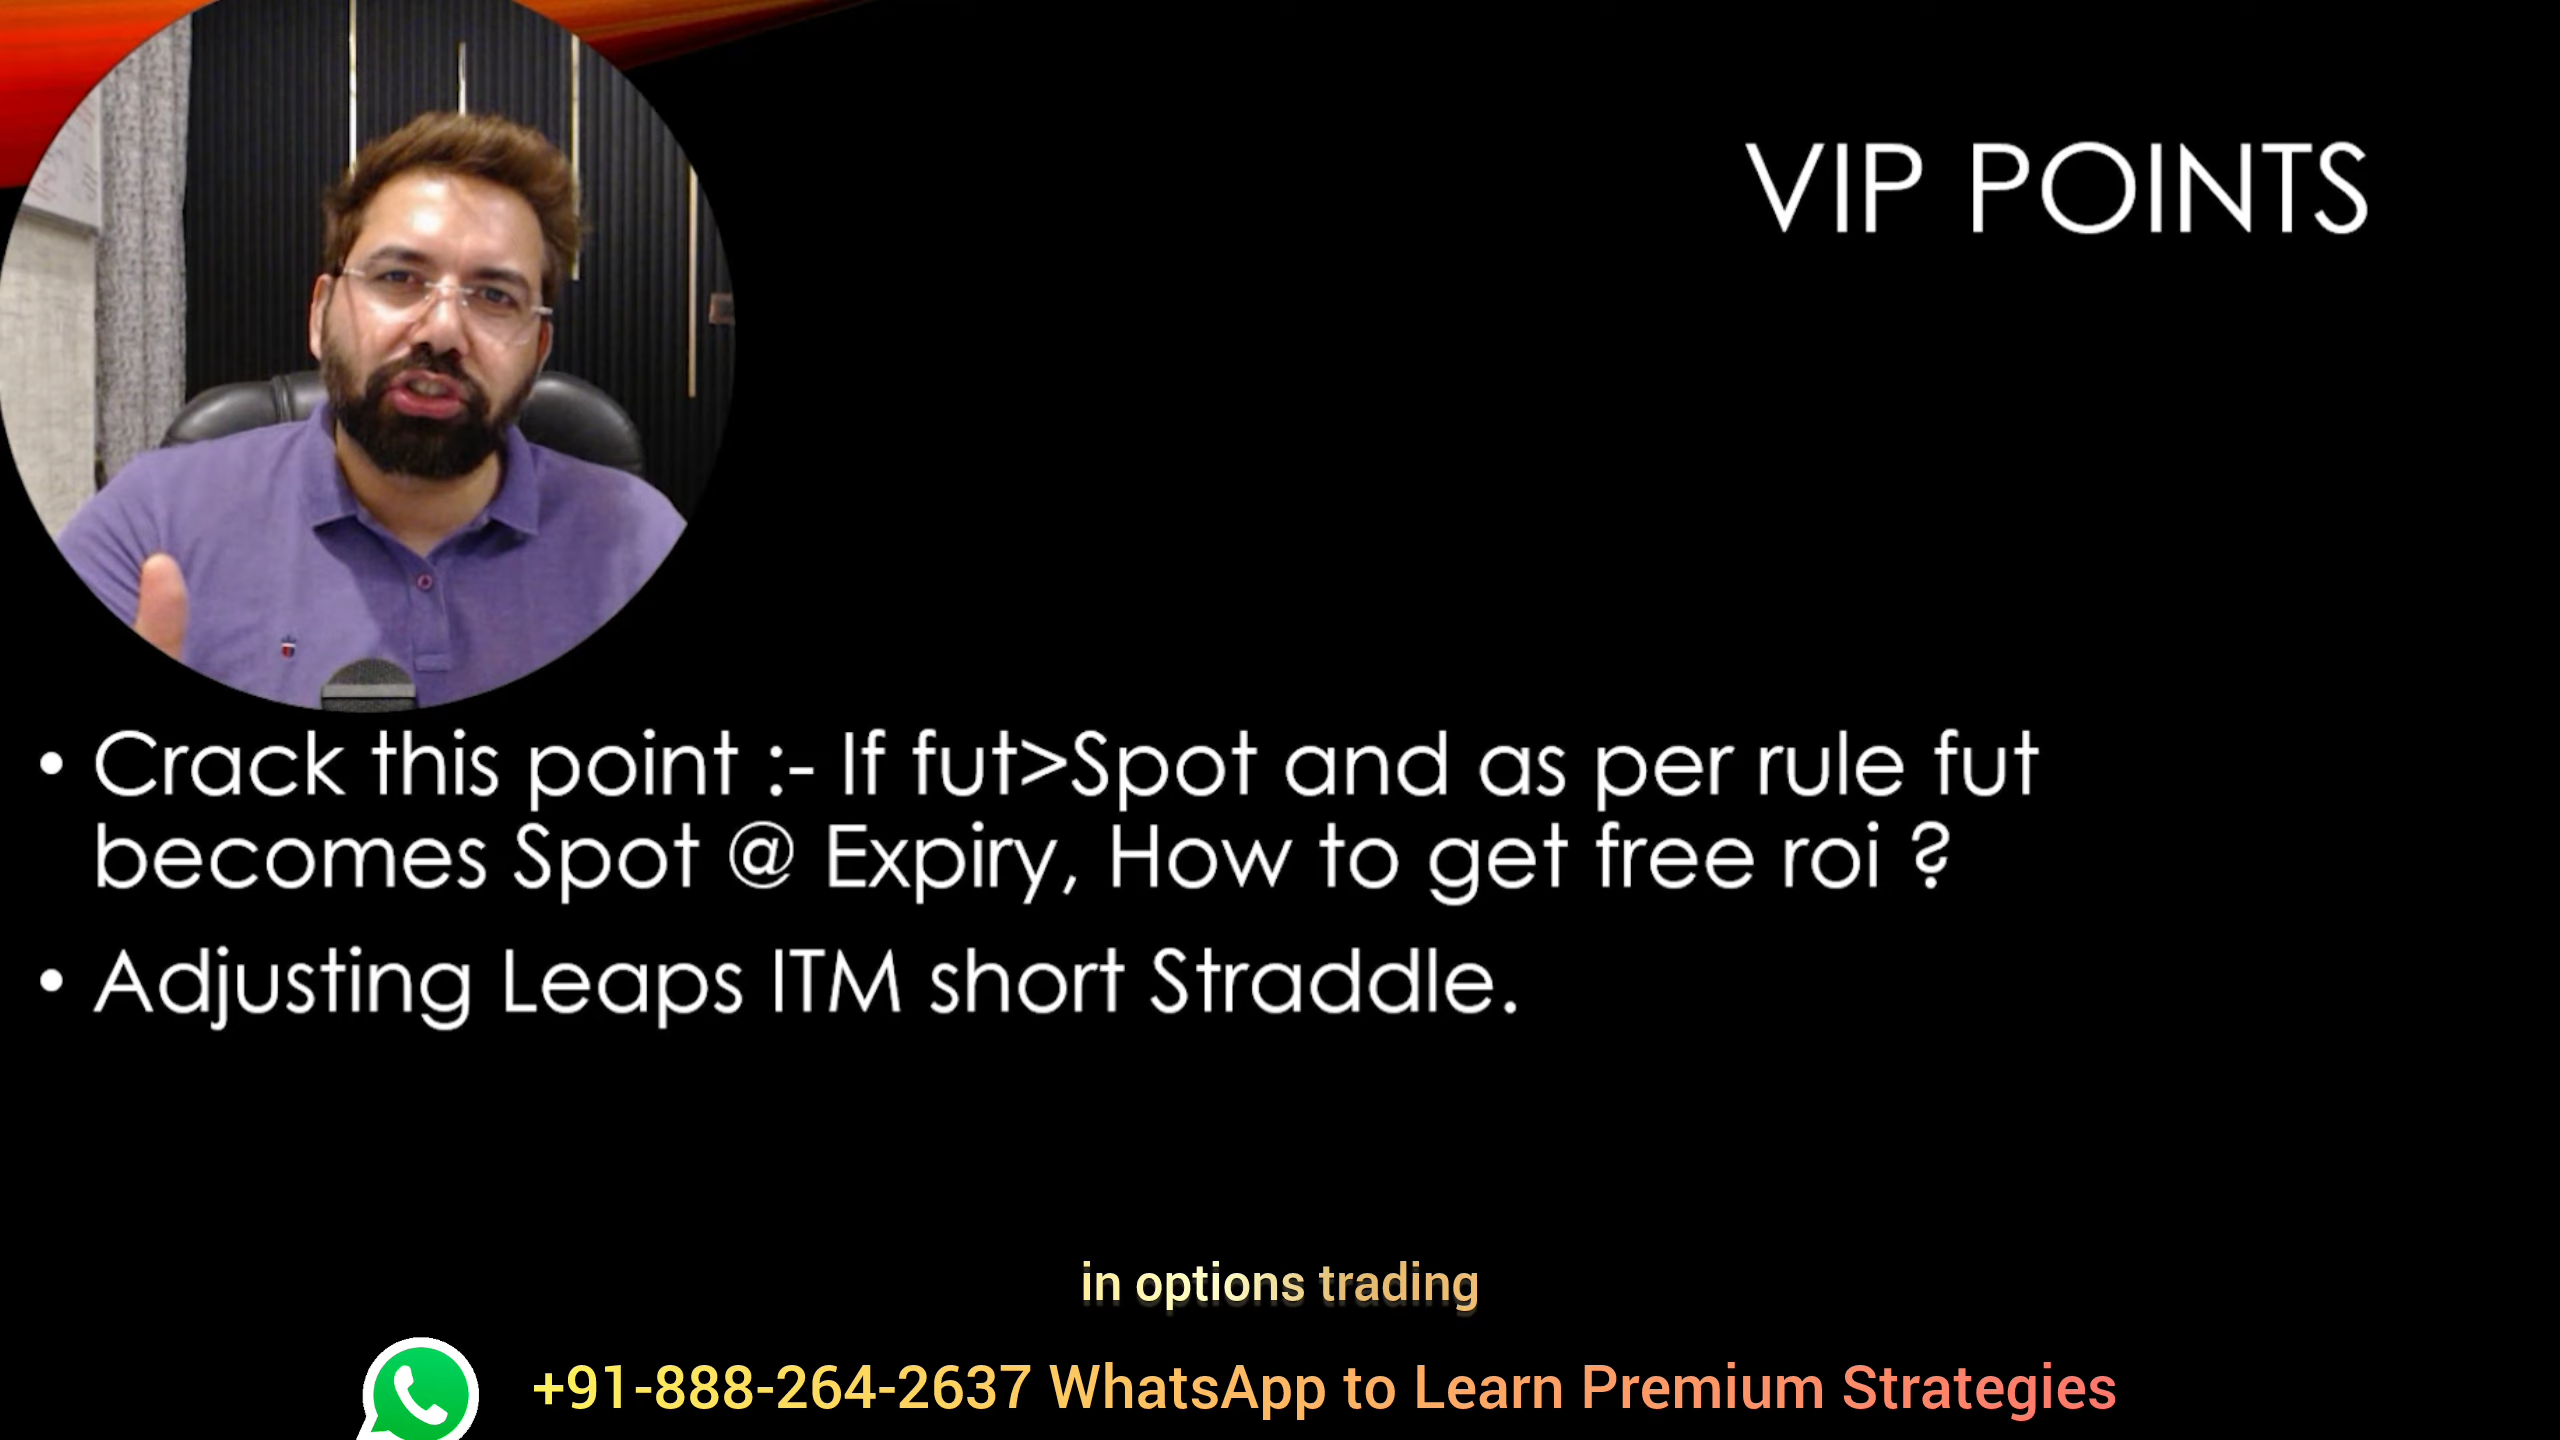 VIP POINTS
• Crack this point :- If fut>Spot and as per rule fut
becomes Spot @ Expiry, How to get free roi ?
• Adjusting Leaps ITM short Straddle.
in options trading
+91-888-264-2637 WhatsApp to Learn Premium Strategies